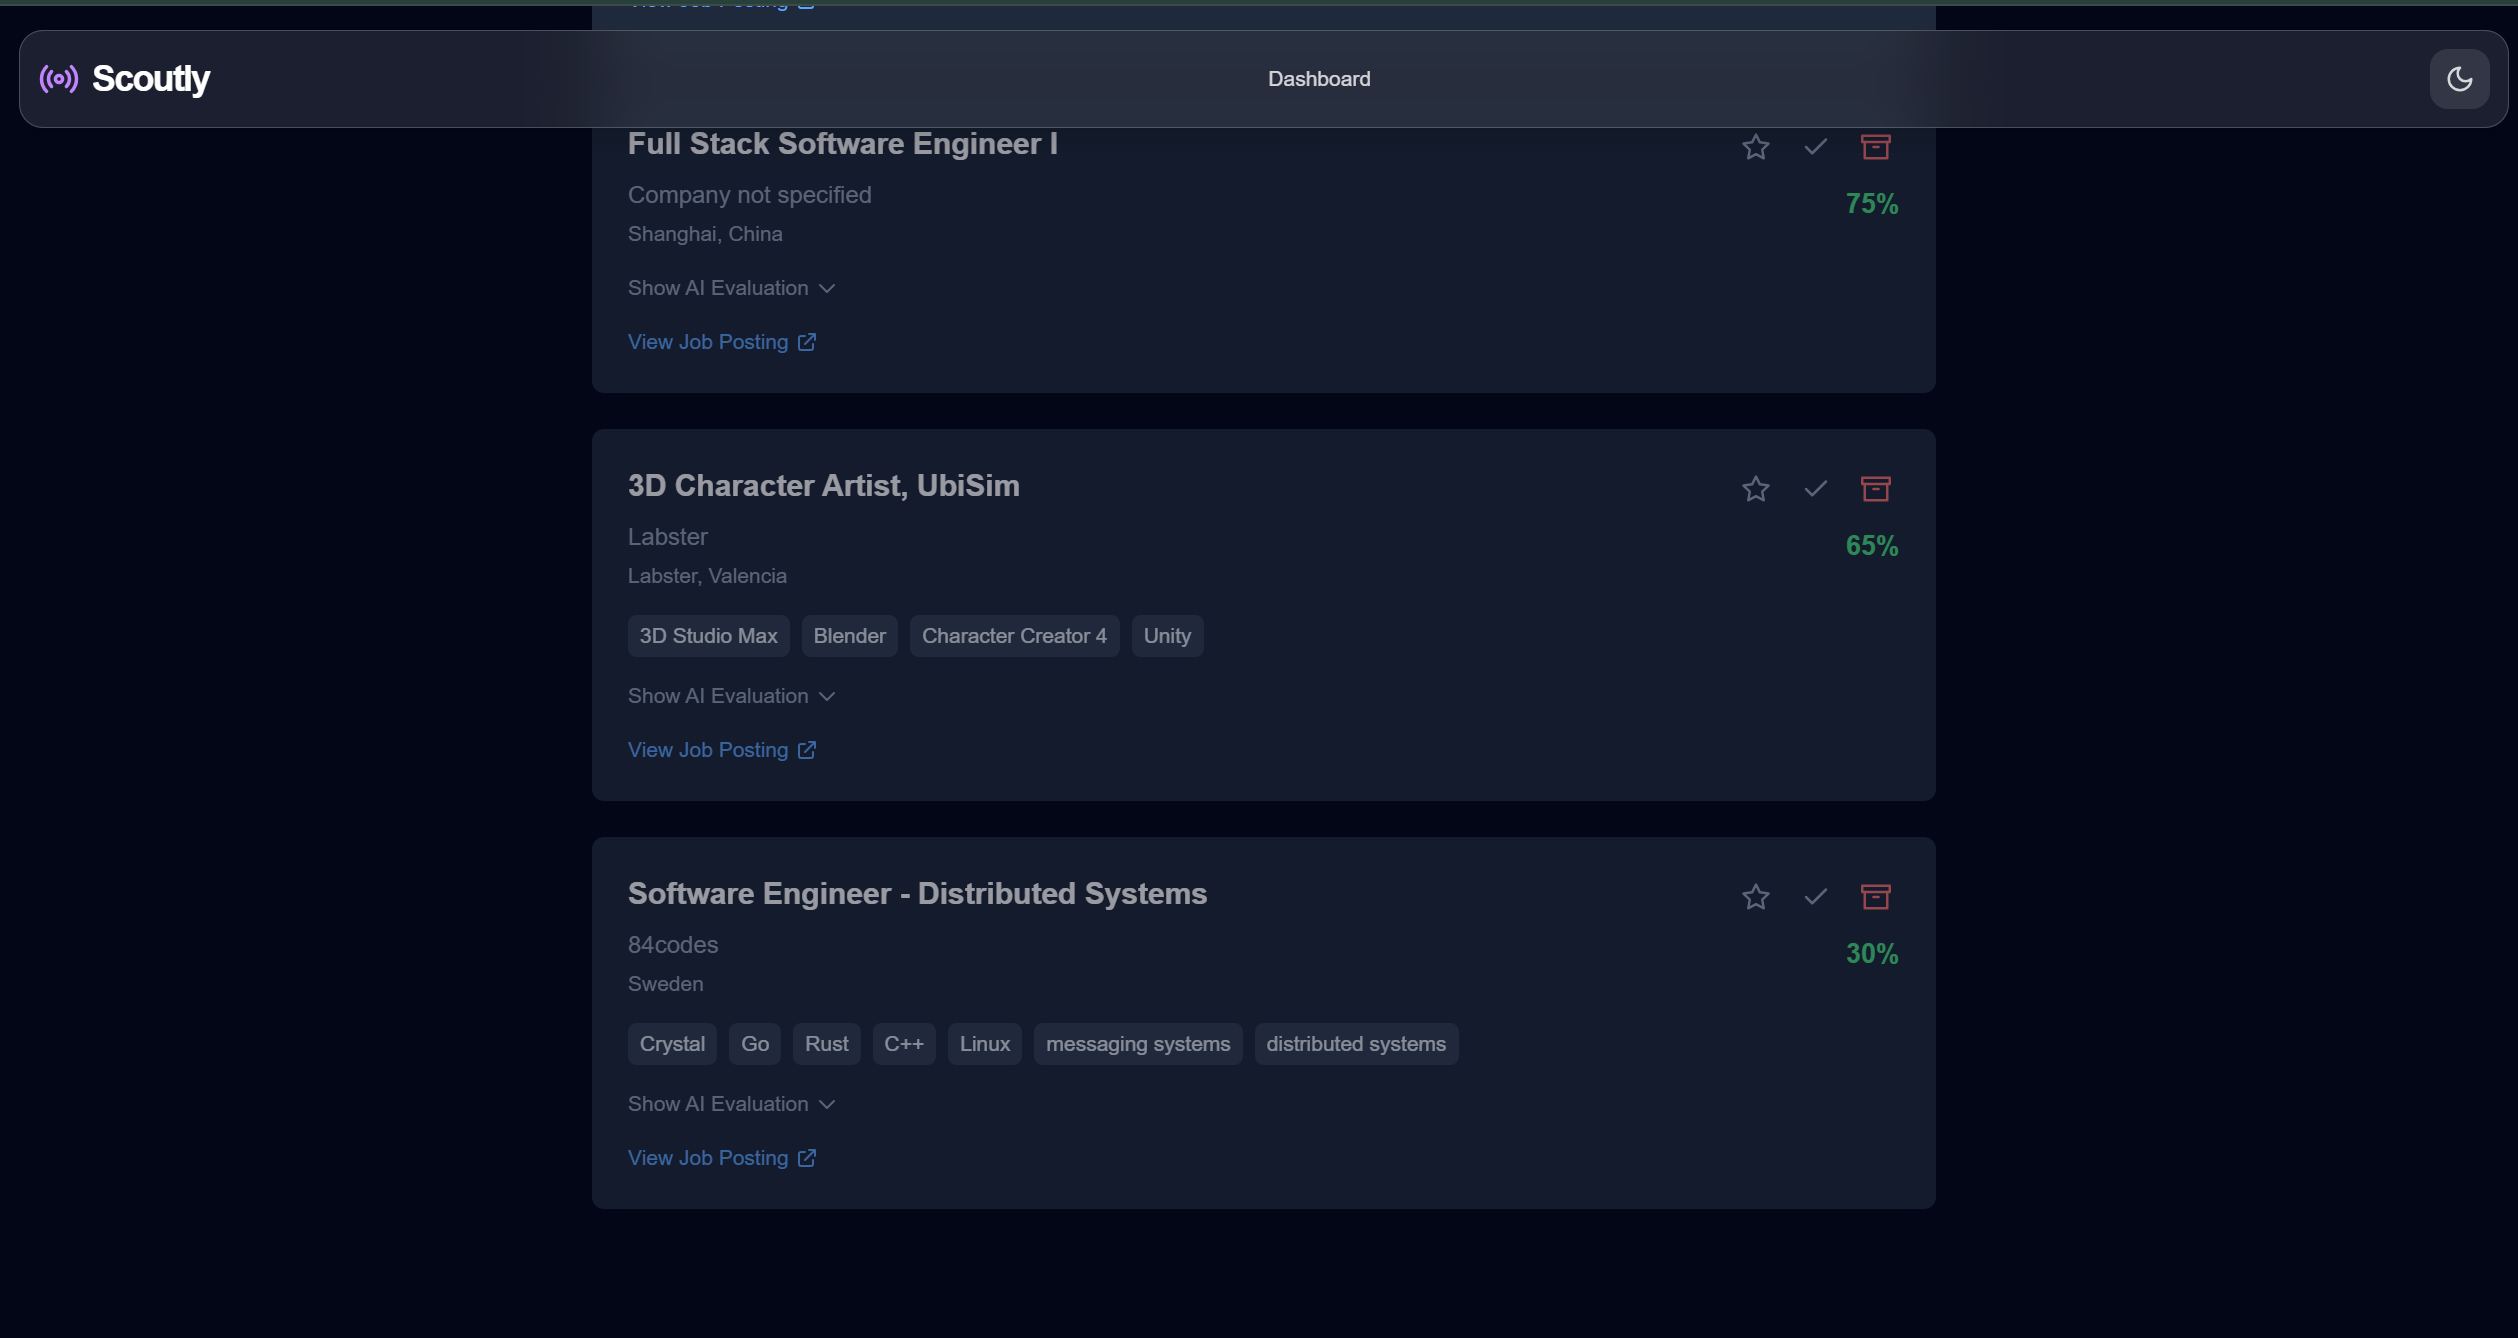 View Job Posting
Scoutly
Dashboard
Full Stack Software Engineer I
Company not specified
75%
Shanghai, China
Show AI Evaluation
View Job Posting
3D Character Artist, UbiSim
Labster
65%
Labster, Valencia
3D Studio Max Blender Character Creator 4 Unity
Show AI Evaluation
View Job Posting
Software Engineer - Distributed Systems
84codes
30%
Sweden
Crystal Go Rust C++ Linux messaging systems distributed systems
Show AI Evaluation
View Job Posting